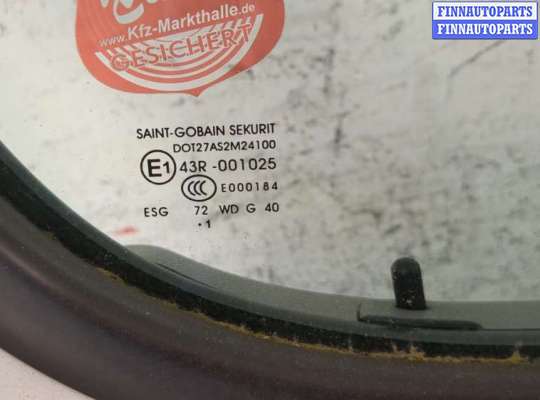 www.Kfz-Markthalle.de
GESICHERT
FINNAUTOPARTS
FINNAUTOPARTS
SAINT-GOBAIN SEKURIT
DOT27AS2M24100
E1 43R -001025
CCC E000184
ESG 72 WD G 40
· 1